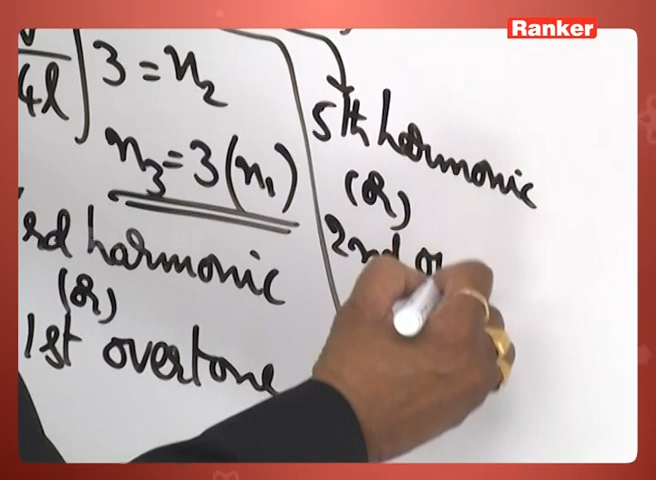 Ranker
4l ] 3 = n₂
n₃ = 3(n₁)
rd harmonic
(or)
1st overtone
5th harmonic
(or)
2nd o